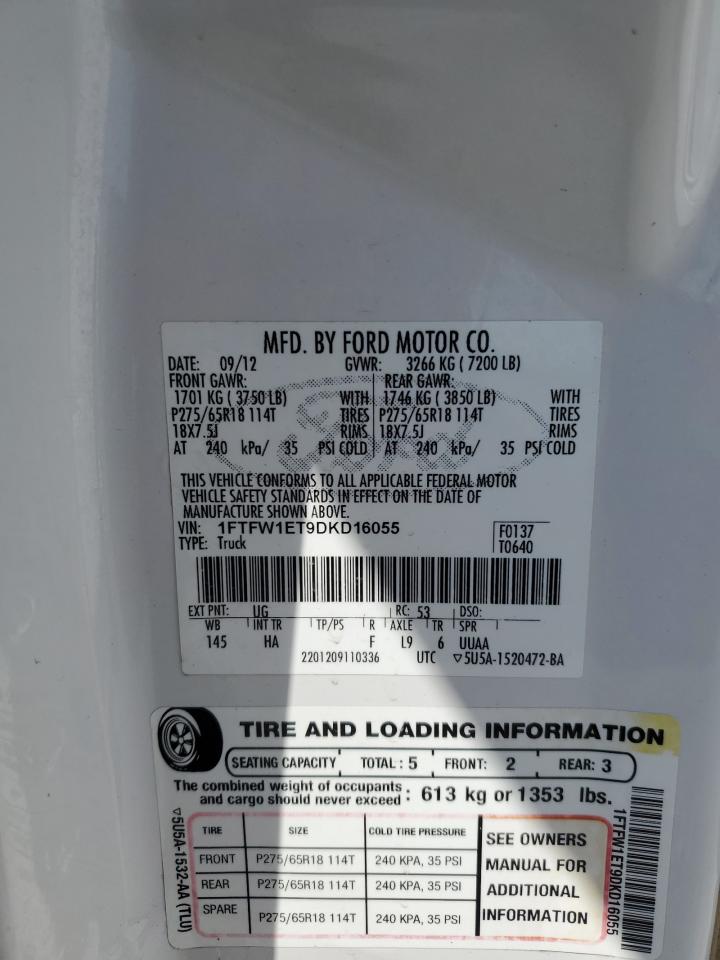 MFD. BY FORD MOTOR CO.
DATE: 09/12 GVWR: 3266 KG ( 7200 LB)
FRONT GAWR: REAR GAWR:
1701 KG ( 3750 LB) WITH 1746 KG ( 3850 LB) WITH
P275/65R18 114T TIRES P275/65R18 114T TIRES
18X7.5J RIMS 18X7.5J RIMS
AT 240 kPa/ 35 PSI COLD AT 240 kPa/ 35 PSI COLD
THIS VEHICLE CONFORMS TO ALL APPLICABLE FEDERAL MOTOR
VEHICLE SAFETY STANDARDS IN EFFECT ON THE DATE OF
MANUFACTURE SHOWN ABOVE.
VIN: 1FTFW1ET9DKD16055 F0137
TYPE: Truck T0640
EXT PNT: UG RC: 53 DSO:
WB INT TR TP/PS R AXLE TR SPR
145 HA F L9 6 UUAA
2201209110336 UTC ▽5U5A-1520472-BA
TIRE AND LOADING INFORMATION
SEATING CAPACITY TOTAL : 5 FRONT: 2 REAR: 3
The combined weight of occupants
and cargo should never exceed : 613 kg or 1353 lbs.
TIRE SIZE COLD TIRE PRESSURE
FRONT P275/65R18 114T 240 KPA, 35 PSI
REAR P275/65R18 114T 240 KPA, 35 PSI
SPARE P275/65R18 114T 240 KPA, 35 PSI
SEE OWNERS
MANUAL FOR
ADDITIONAL
INFORMATION
▽5U5A-1532-AA (TLU)
1FTFW1ET9DKD16055